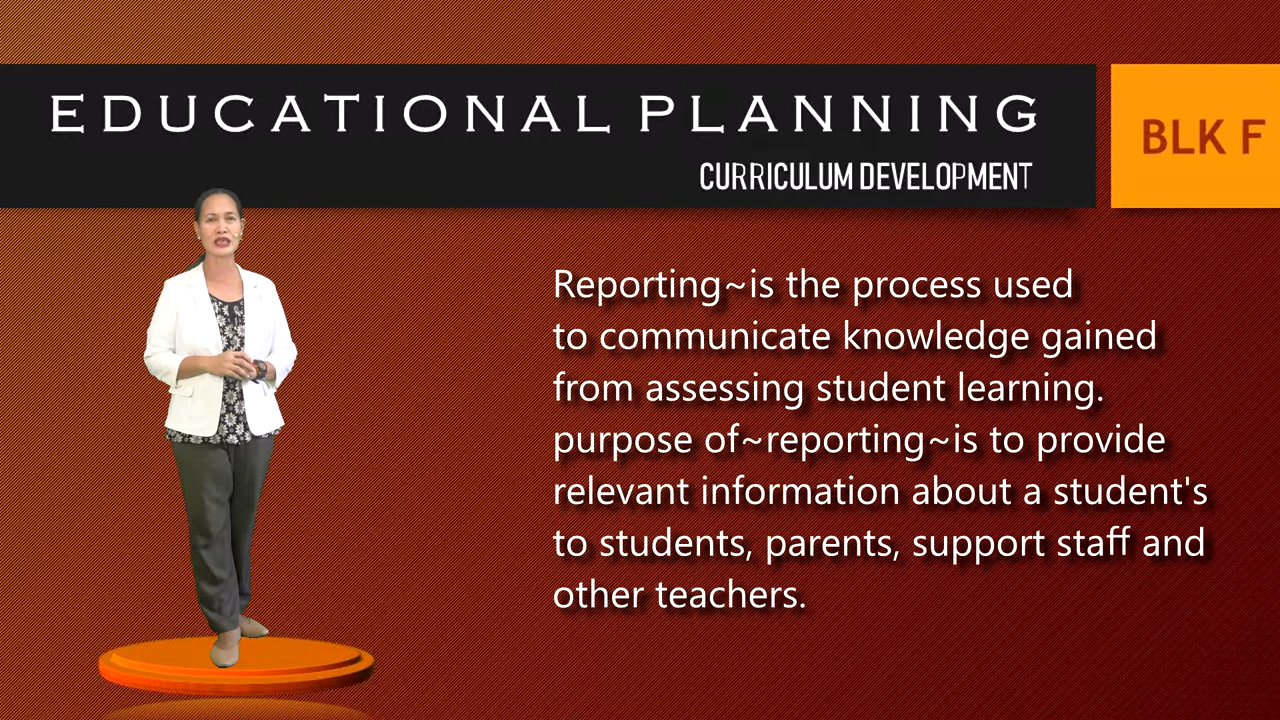 EDUCATIONAL PLANNING
CURRICULUM DEVELOPMENT
BLK F
Reporting~is the process used
to communicate knowledge gained
from assessing student learning.
purpose of~reporting~is to provide
relevant information about a student's
to students, parents, support staff and
other teachers.